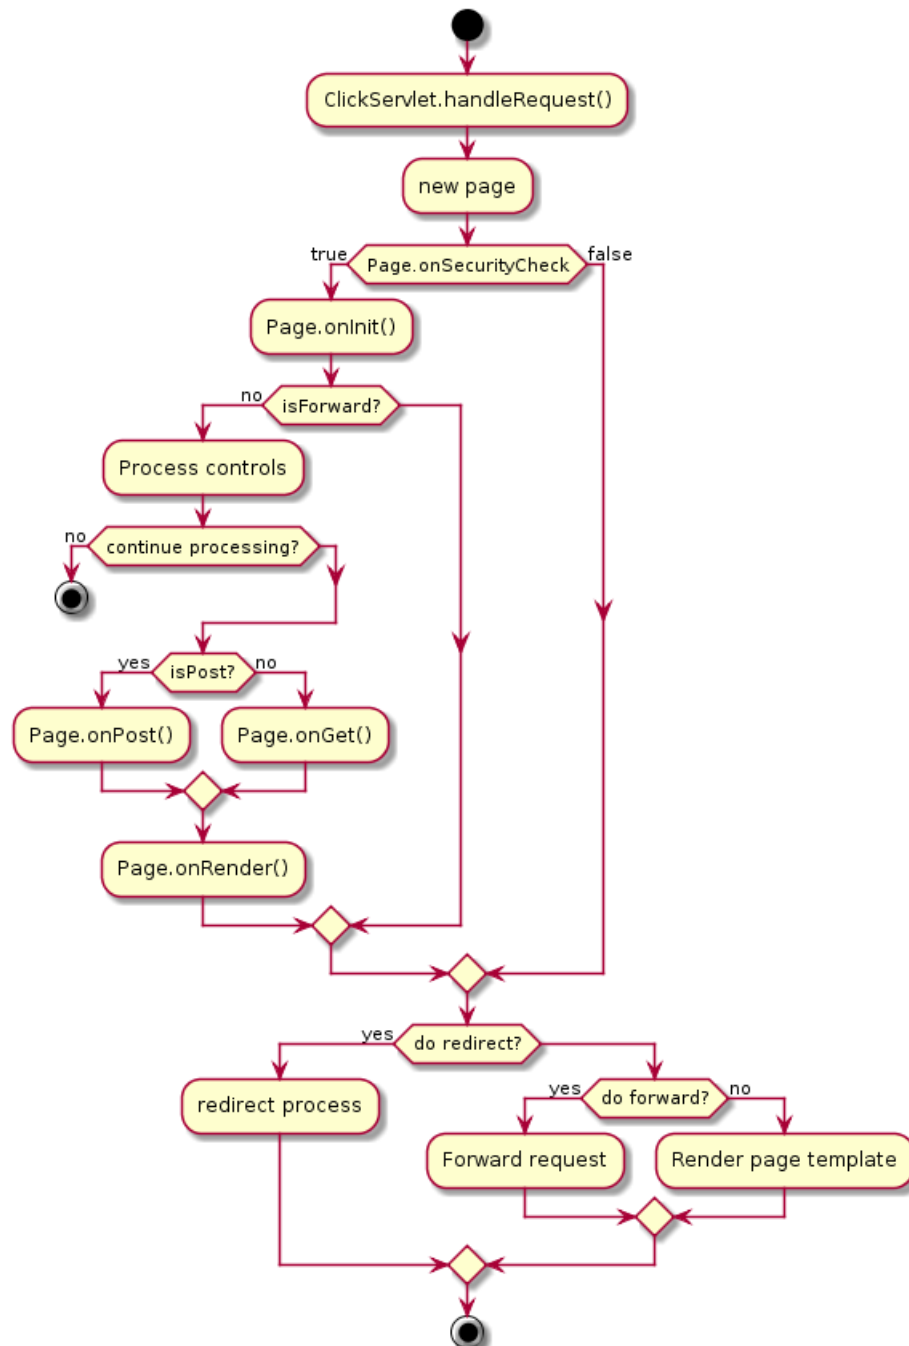 ClickServlet.handleRequest()
new page
true
Page.onSecurityCheck
false
Page.onInit()
no
isForward?
Process controls
no
continue processing?
yes
isPost?
no
Page.onPost()
Page.onGet()
Page.onRender()
yes
do redirect?
redirect process
yes
do forward?
no
Forward request
Render page template